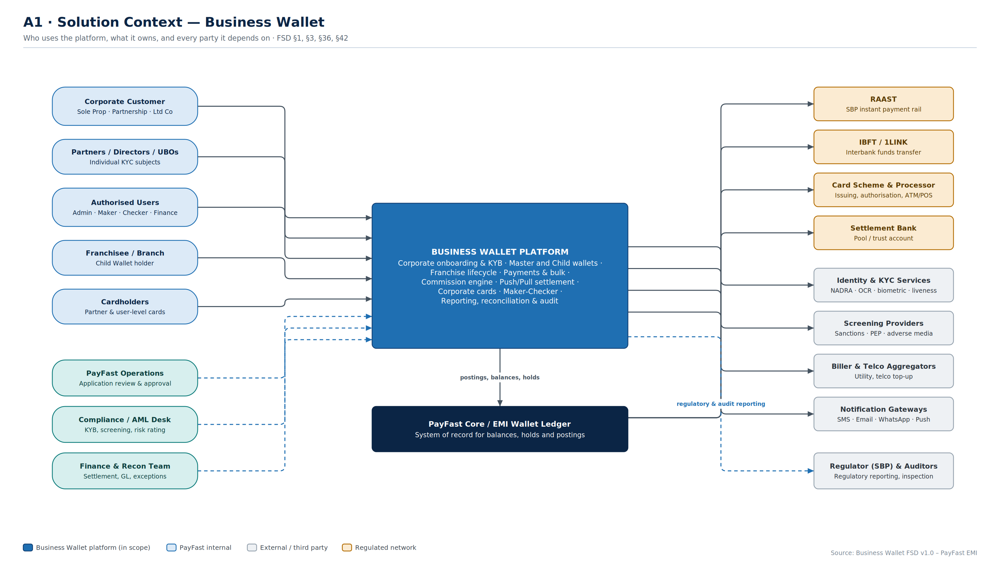 A1 · Solution Context — Business Wallet
Who uses the platform, what it owns, and every party it depends on · FSD §1, §3, §36, §42
Corporate Customer
Sole Prop · Partnership · Ltd Co
Partners / Directors / UBOs
Individual KYC subjects
Authorised Users
Admin · Maker · Checker · Finance
Franchisee / Branch
Child Wallet holder
Cardholders
Partner & user-level cards
PayFast Operations
Application review & approval
Compliance / AML Desk
KYB, screening, risk rating
Finance & Recon Team
Settlement, GL, exceptions
BUSINESS WALLET PLATFORM
Corporate onboarding & KYB · Master and Child wallets ·
Franchise lifecycle · Payments & bulk ·
Commission engine · Push/Pull settlement ·
Corporate cards · Maker-Checker ·
Reporting, reconciliation & audit
postings, balances, holds
PayFast Core / EMI Wallet Ledger
System of record for balances, holds and postings
regulatory & audit reporting
RAAST
SBP instant payment rail
IBFT / 1LINK
Interbank funds transfer
Card Scheme & Processor
Issuing, authorisation, ATM/POS
Settlement Bank
Pool / trust account
Identity & KYC Services
NADRA · OCR · biometric · liveness
Screening Providers
Sanctions · PEP · adverse media
Biller & Telco Aggregators
Utility, telco top-up
Notification Gateways
SMS · Email · WhatsApp · Push
Regulator (SBP) & Auditors
Regulatory reporting, inspection
Business Wallet platform (in scope)
PayFast internal
External / third party
Regulated network
Source: Business Wallet FSD v1.0 – PayFast EMI